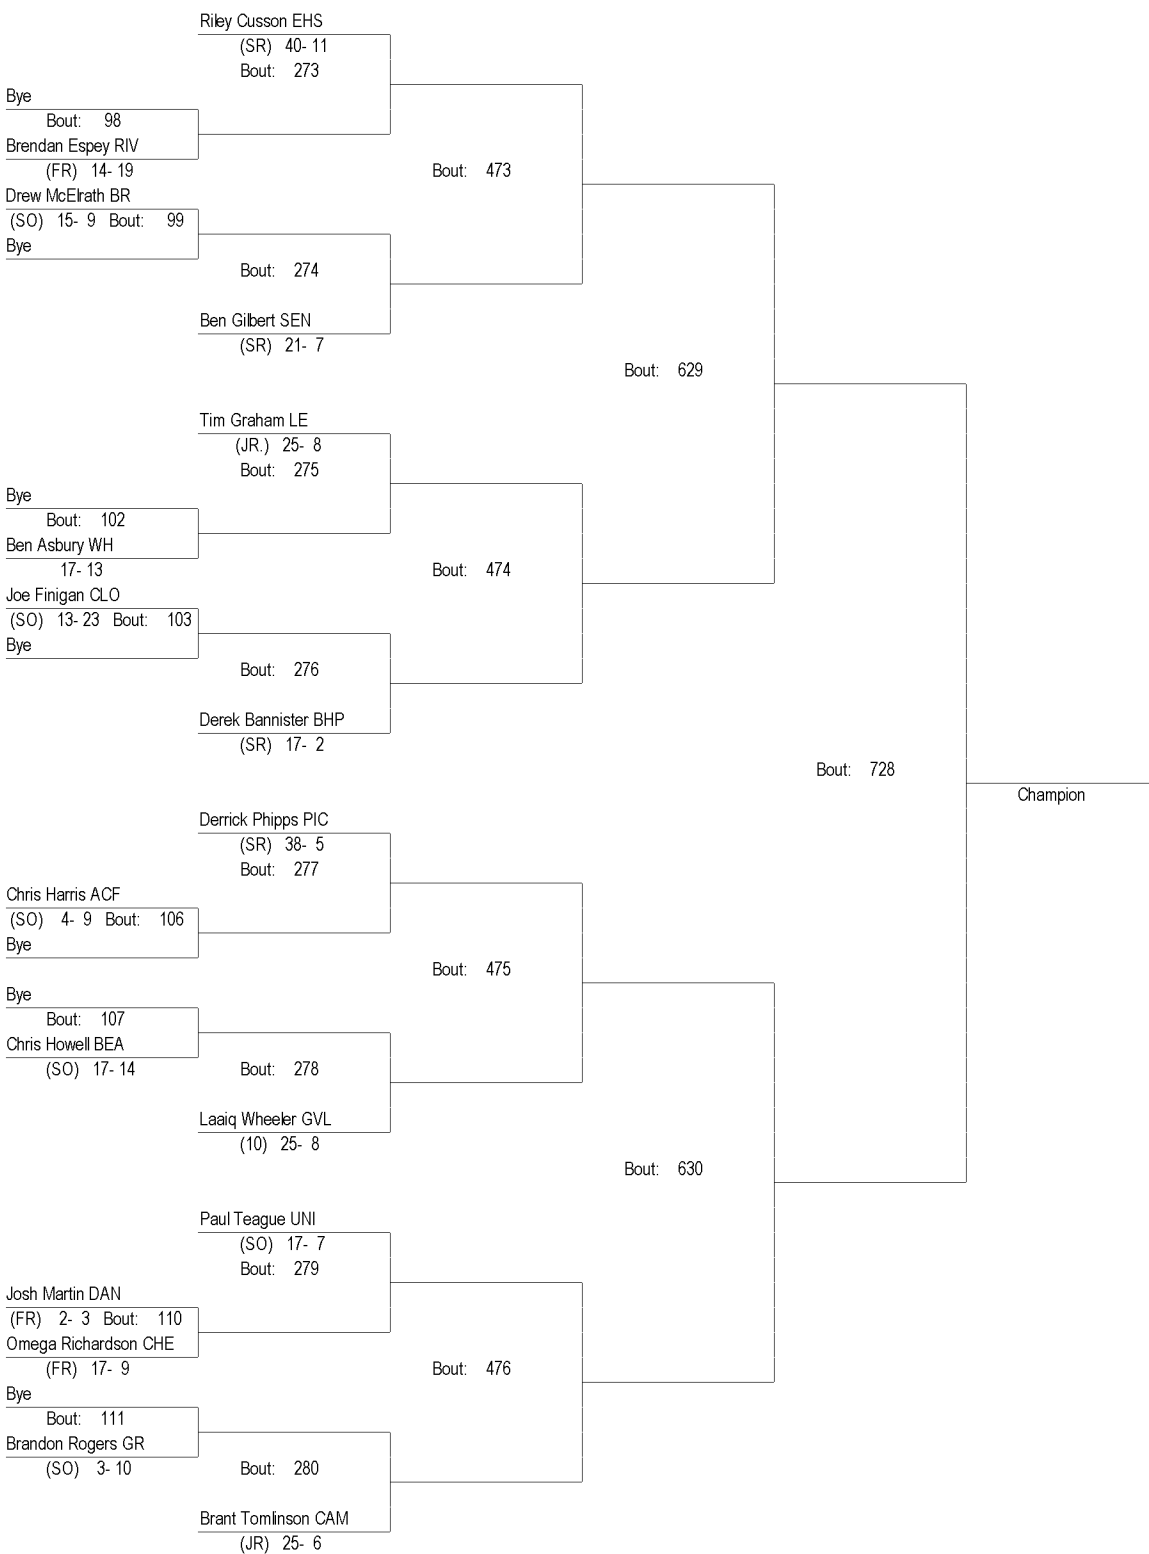 Riley Cusson EHS
(SR) 40- 11
Bout: 273
Bye
Bout: 98
Brendan Espey RIV
(FR) 14- 19
Bout: 473
Drew McElrath BR
(SO) 15- 9 Bout: 99
Bye
Bout: 274
Ben Gilbert SEN
(SR) 21- 7
Bout: 629
Tim Graham LE
(JR.) 25- 8
Bout: 275
Bye
Bout: 102
Ben Asbury WH
17- 13
Bout: 474
Joe Finigan CLO
(SO) 13- 23 Bout: 103
Bye
Bout: 276
Derek Bannister BHP
(SR) 17- 2
Bout: 728
Champion
Derrick Phipps PIC
(SR) 38- 5
Bout: 277
Chris Harris ACF
(SO) 4- 9 Bout: 106
Bye
Bout: 475
Bye
Bout: 107
Chris Howell BEA
(SO) 17- 14
Bout: 278
Laaiq Wheeler GVL
(10) 25- 8
Bout: 630
Paul Teague UNI
(SO) 17- 7
Bout: 279
Josh Martin DAN
(FR) 2- 3 Bout: 110
Omega Richardson CHE
(FR) 17- 9
Bout: 476
Bye
Bout: 111
Brandon Rogers GR
(SO) 3- 10
Bout: 280
Brant Tomlinson CAM
(JR) 25- 6